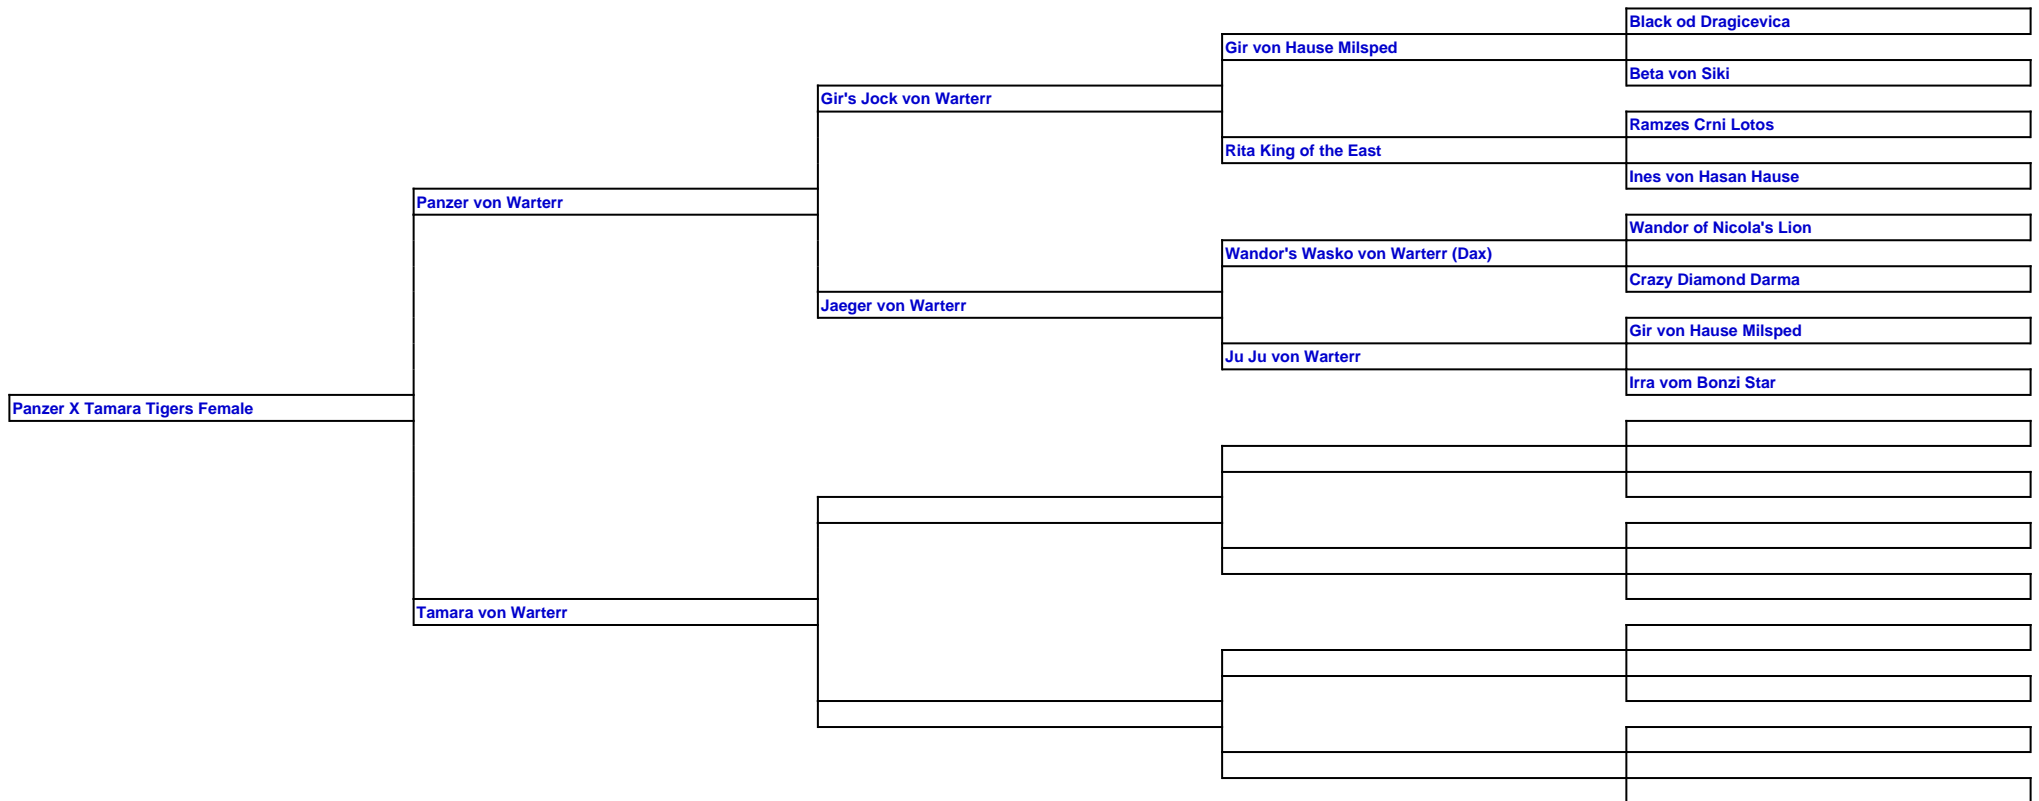 Black od Dragicevica
Gir von Hause Milsped
Beta von Siki
Gir's Jock von Warterr
Ramzes Crni Lotos
Rita King of the East
Ines von Hasan Hause
Panzer von Warterr
Wandor of Nicola's Lion
Wandor's Wasko von Warterr (Dax)
Crazy Diamond Darma
Jaeger von Warterr
Gir von Hause Milsped
Ju Ju von Warterr
Irra vom Bonzi Star
Panzer X Tamara Tigers Female
Tamara von Warterr